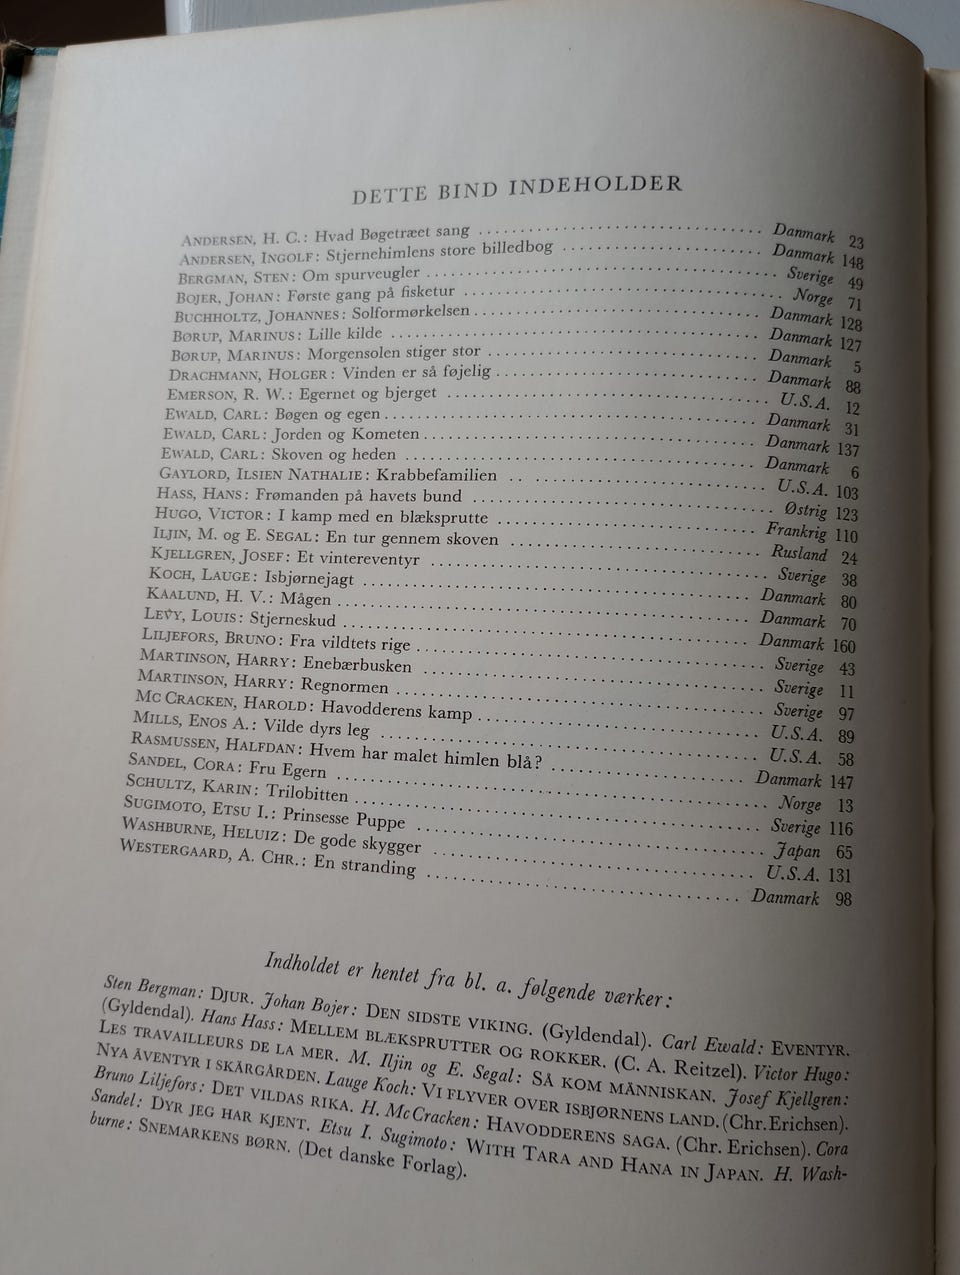 DETTE BIND INDEHOLDER
ANDERSEN, H. C.: Hvad Bøgetræet sang ........ Danmark 23
ANDERSEN, INGOLF: Stjernehimlens store billedbog ........ Danmark 148
BERGMAN, STEN: Om spurveugler ........ Sverige 49
BOJER, JOHAN: Første gang på fisketur ........ Norge 71
BUCHHOLTZ, JOHANNES: Solformørkelsen ........ Danmark 128
BØRUP, MARINUS: Lille kilde ........ Danmark 127
BØRUP, MARINUS: Morgensolen stiger stor ........ Danmark 5
DRACHMANN, HOLGER: Vinden er så føjelig ........ Danmark 88
EMERSON, R. W.: Egernet og bjerget ........ U.S.A. 12
EWALD, CARL: Bøgen og egen ........ Danmark 31
EWALD, CARL: Jorden og Kometen ........ Danmark 137
EWALD, CARL: Skoven og heden ........ Danmark 6
GAYLORD, ILSIEN NATHALIE: Krabbefamilien ........ U.S.A. 103
HASS, HANS: Frømanden på havets bund ........ Østrig 123
HUGO, VICTOR: I kamp med en blæksprutte ........ Frankrig 110
ILJIN, M. og E. SEGAL: En tur gennem skoven ........ Rusland 24
KJELLGREN, JOSEF: Et vintereventyr ........ Sverige 38
KOCH, LAUGE: Isbjørnejagt ........ Danmark 80
KAALUND, H. V.: Mågen ........ Danmark 70
LEVY, LOUIS: Stjerneskud ........ Danmark 160
LILJEFORS, BRUNO: Fra vildtets rige ........ Sverige 43
MARTINSON, HARRY: Enebærbusken ........ Sverige 11
MARTINSON, HARRY: Regnormen ........ Sverige 97
MC CRACKEN, HAROLD: Havodderens kamp ........ U.S.A. 89
MILLS, ENOS A.: Vilde dyrs leg ........ U.S.A. 58
RASMUSSEN, HALFDAN: Hvem har malet himlen blå? ........ Danmark 147
SANDEL, CORA: Fru Egern ........ Norge 13
SCHULTZ, KARIN: Trilobitten ........ Sverige 116
SUGIMOTO, ETSU I.: Prinsesse Puppe ........ Japan 65
WASHBURNE, HELUIZ: De gode skygger ........ U.S.A. 131
WESTERGAARD, A. CHR.: En stranding ........ Danmark 98
Indholdet er hentet fra bl. a. følgende værker:
Sten Bergman: DJUR. Johan Bojer: DEN SIDSTE VIKING. (Gyldendal). Carl Ewald: EVENTYR.
(Gyldendal). Hans Hass: MELLEM BLÆKSPRUTTER OG ROKKER. (C. A. Reitzel). Victor Hugo:
LES TRAVAILLEURS DE LA MER. M. Iljin og E. Segal: SÅ KOM MÄNNISKAN. Josef Kjellgren:
NYA ÄVENTYR I SKÄRGÅRDEN. Lauge Koch: VI FLYVER OVER ISBJØRNENS LAND. (Chr. Erichsen).
Bruno Liljefors: DET VILDAS RIKA. H. McCracken: HAVODDERENS SAGA. (Chr. Erichsen). Cora
Sandel: DYR JEG HAR KJENT. Etsu I. Sugimoto: WITH TARA AND HANA IN JAPAN. H. Wash-
burne: SNEMARKENS BØRN. (Det danske Forlag).